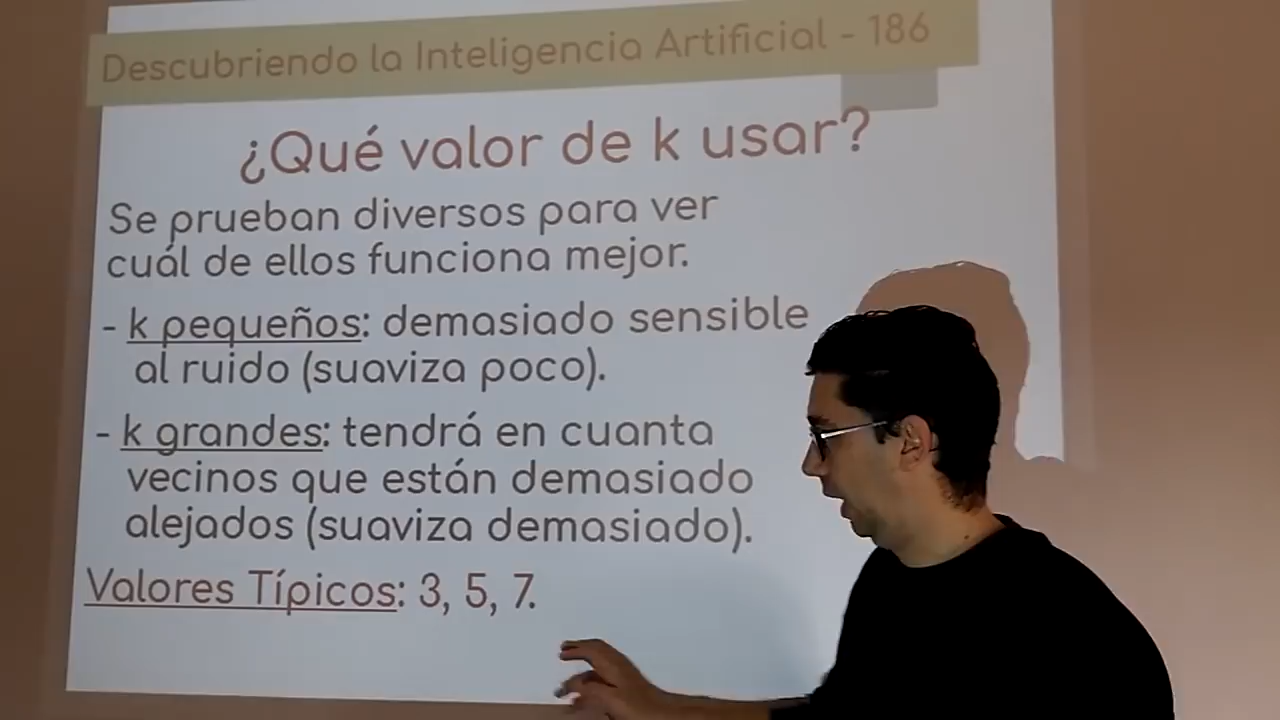 Descubriendo la Inteligencia Artificial - 186
¿Qué valor de k usar?
Se prueban diversos para ver
cuál de ellos funciona mejor.
- k pequeños: demasiado sensible
al ruido (suaviza poco).
- k grandes: tendrá en cuanta
vecinos que están demasiado
alejados (suaviza demasiado).
Valores Típicos: 3, 5, 7.